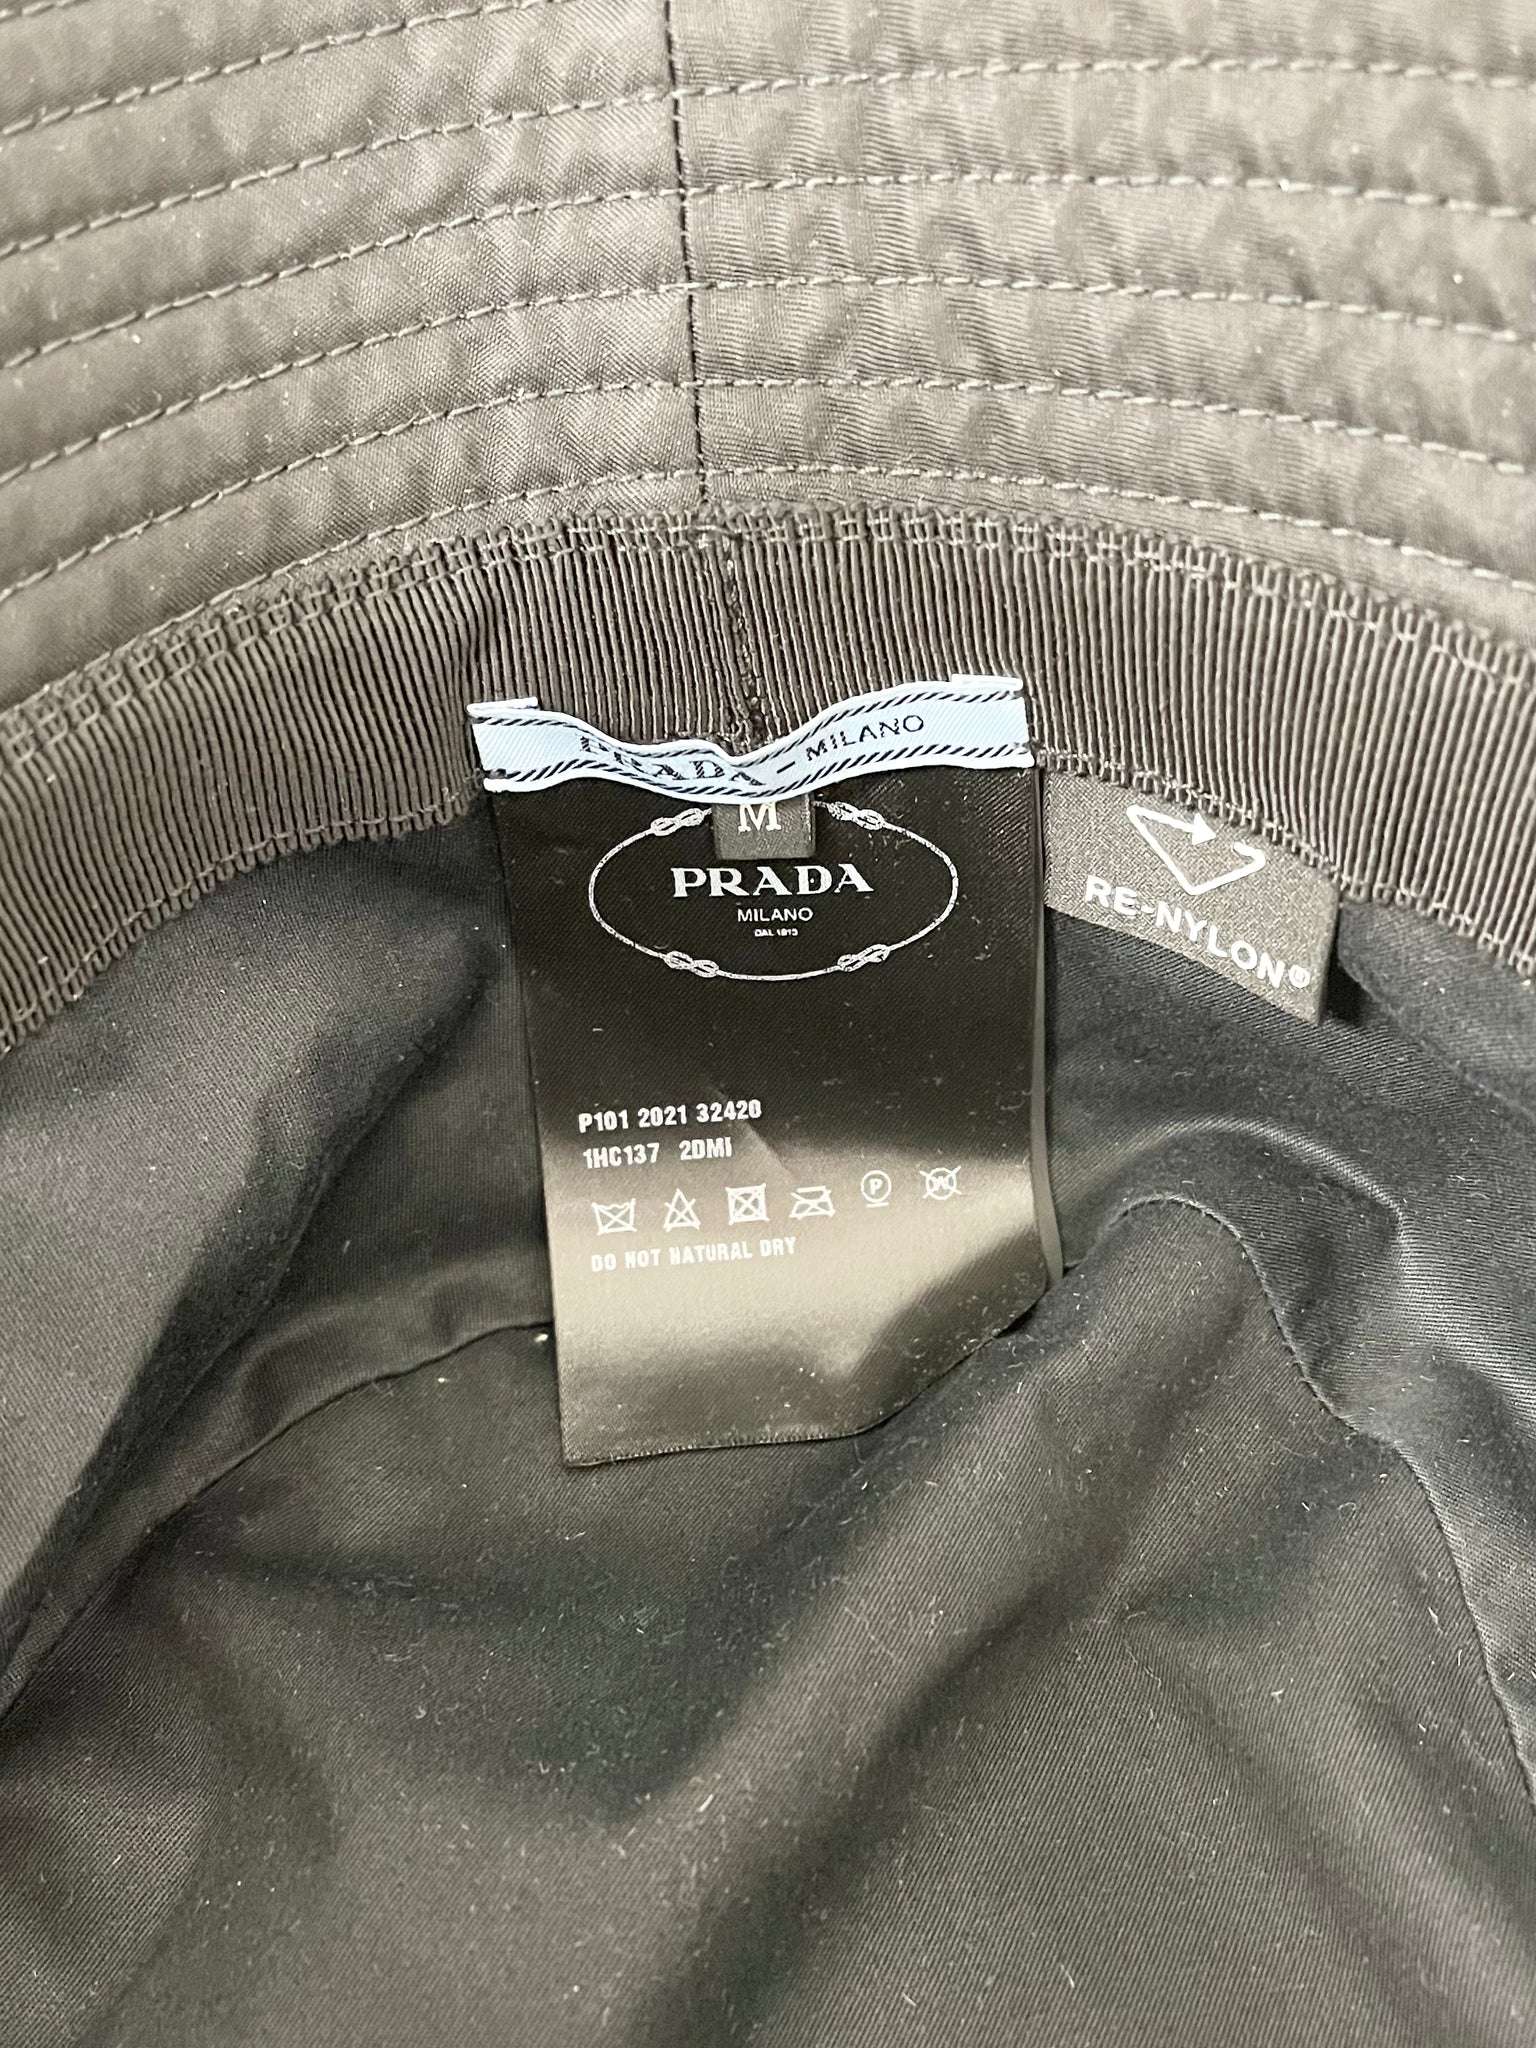 PRADA - MILANO
M
PRADA
MILANO
DAL 1913
RE-NYLON®
P101 2021 32420
1HC137 2DMI
P
W
DO NOT NATURAL DRY